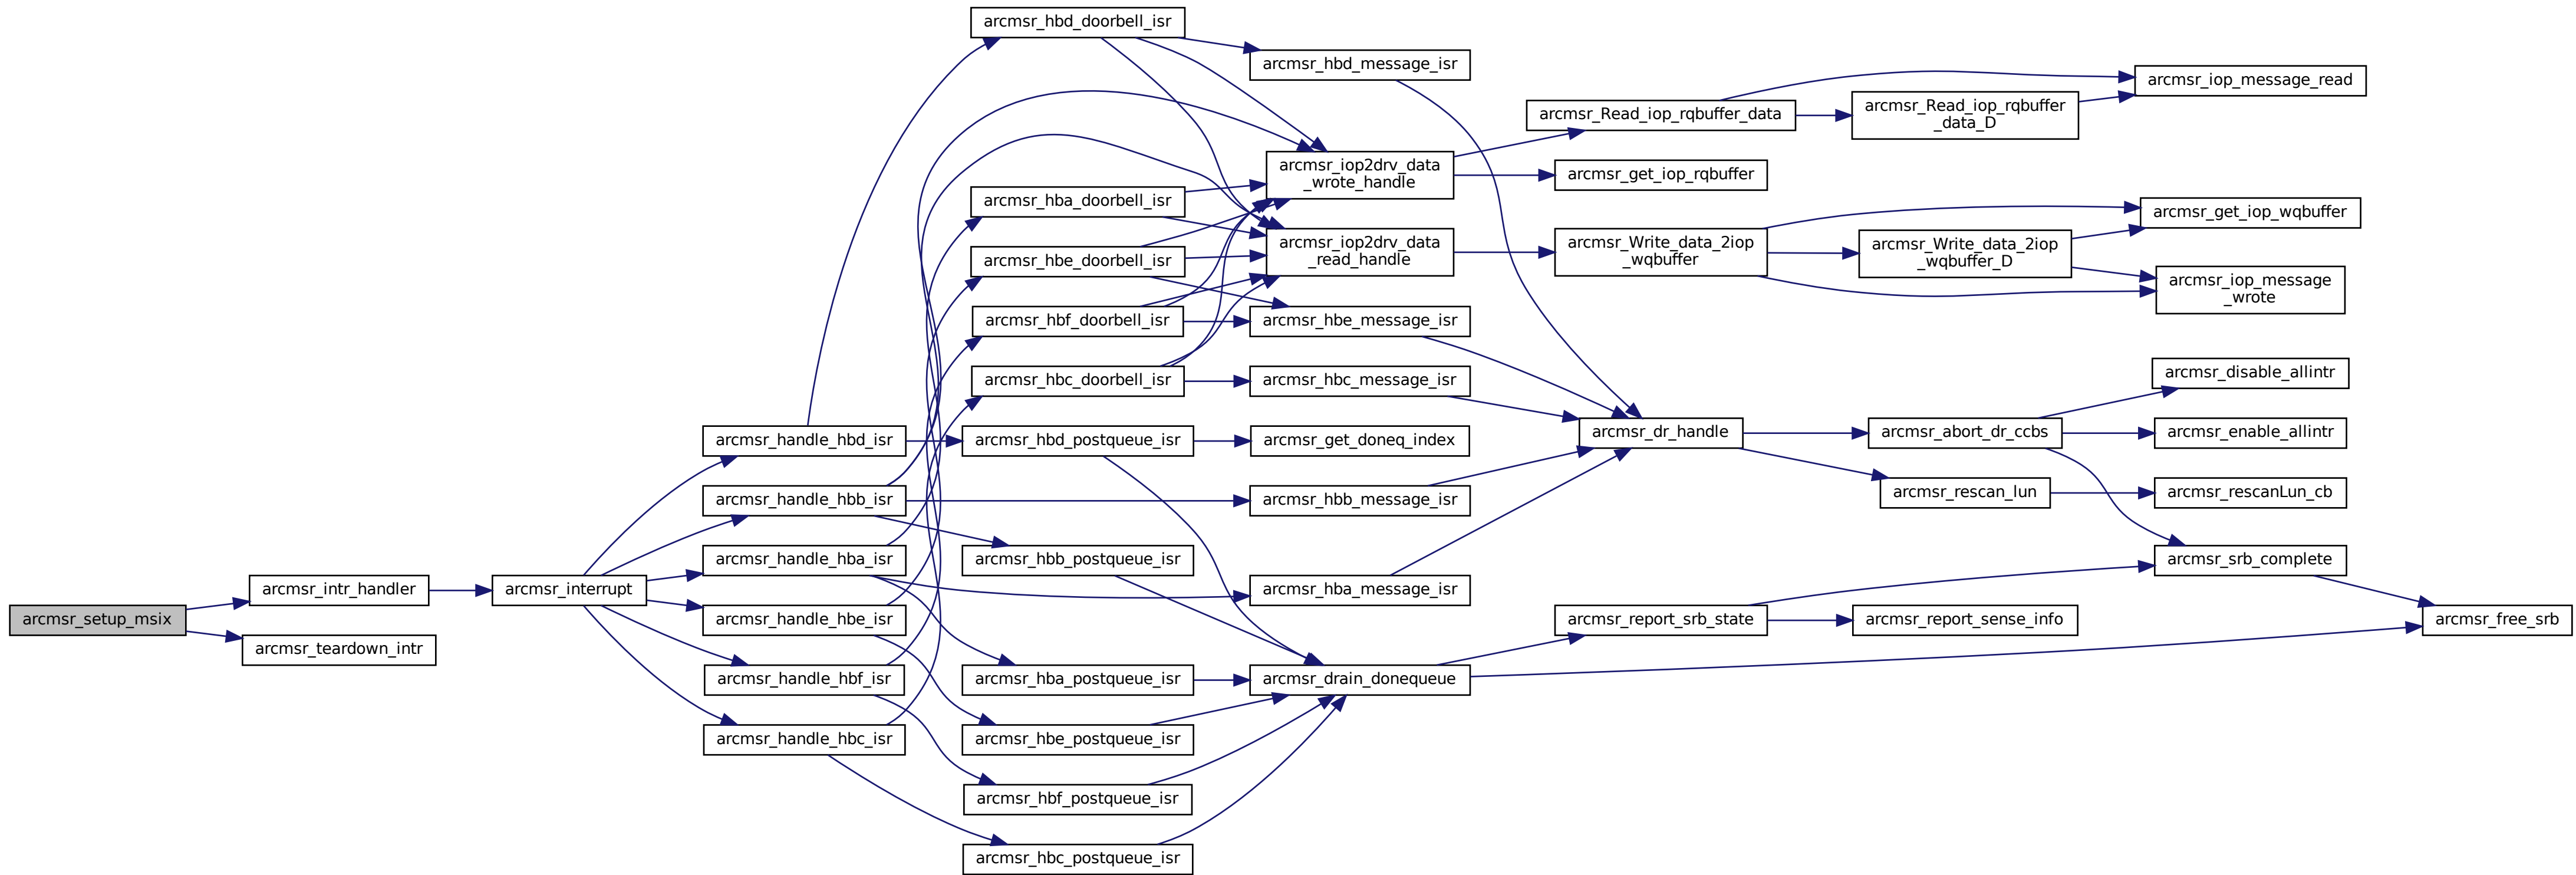 arcmsr_setup_msix
arcmsr_intr_handler
arcmsr_teardown_intr
arcmsr_interrupt
arcmsr_handle_hbd_isr
arcmsr_handle_hbb_isr
arcmsr_handle_hba_isr
arcmsr_handle_hbe_isr
arcmsr_handle_hbf_isr
arcmsr_handle_hbc_isr
arcmsr_hbd_doorbell_isr
arcmsr_hba_doorbell_isr
arcmsr_hbe_doorbell_isr
arcmsr_hbf_doorbell_isr
arcmsr_hbc_doorbell_isr
arcmsr_hbd_postqueue_isr
arcmsr_hbb_postqueue_isr
arcmsr_hba_postqueue_isr
arcmsr_hbe_postqueue_isr
arcmsr_hbf_postqueue_isr
arcmsr_hbc_postqueue_isr
arcmsr_hbd_message_isr
arcmsr_iop2drv_data
_wrote_handle
arcmsr_iop2drv_data
_read_handle
arcmsr_hbe_message_isr
arcmsr_hbc_message_isr
arcmsr_get_doneq_index
arcmsr_hbb_message_isr
arcmsr_hba_message_isr
arcmsr_drain_donequeue
arcmsr_Read_iop_rqbuffer_data
arcmsr_get_iop_rqbuffer
arcmsr_Write_data_2iop
_wqbuffer
arcmsr_dr_handle
arcmsr_report_srb_state
arcmsr_Read_iop_rqbuffer
_data_D
arcmsr_Write_data_2iop
_wqbuffer_D
arcmsr_abort_dr_ccbs
arcmsr_rescan_lun
arcmsr_report_sense_info
arcmsr_iop_message_read
arcmsr_get_iop_wqbuffer
arcmsr_iop_message
_wrote
arcmsr_disable_allintr
arcmsr_enable_allintr
arcmsr_rescanLun_cb
arcmsr_srb_complete
arcmsr_free_srb